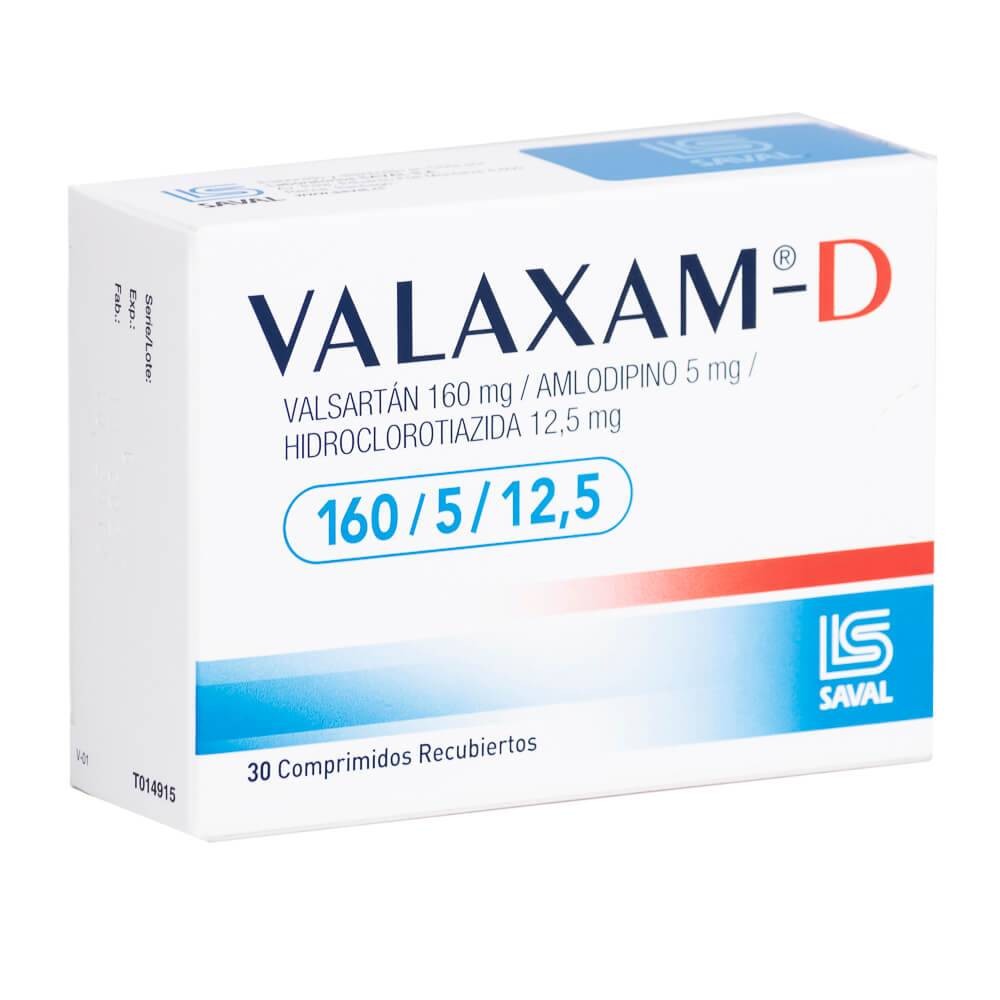 SAVAL
SAVAL
VALAXAM®-D
VALSARTÁN 160 mg / AMLODIPINO 5 mg /
HIDROCLOROTIAZIDA 12,5 mg
160 / 5 / 12,5
SAVAL
30 Comprimidos Recubiertos
Serie/Lote:
Exp.:
Fab.:
V-01
T014915